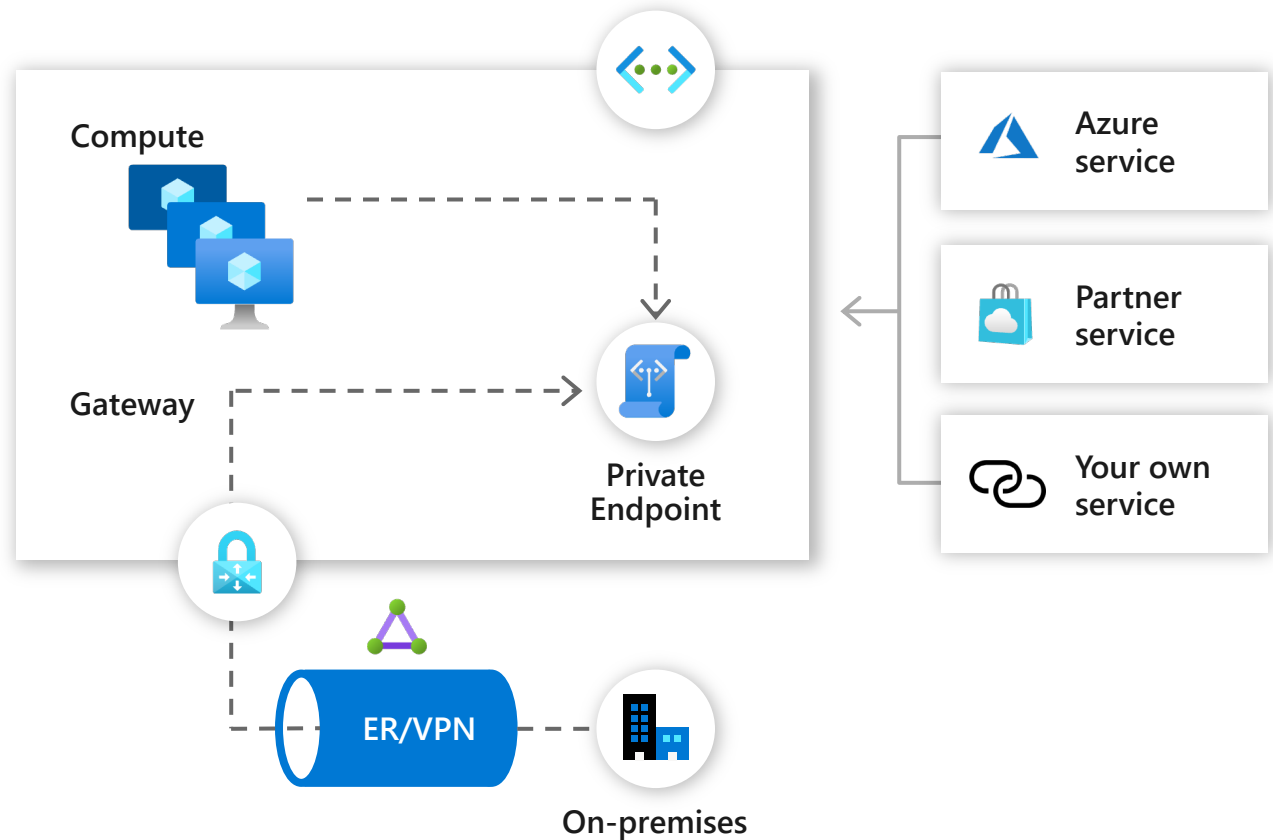 Compute
Gateway
Private
Endpoint
ER/VPN
On-premises
Azure
service
Partner
service
Your own
service